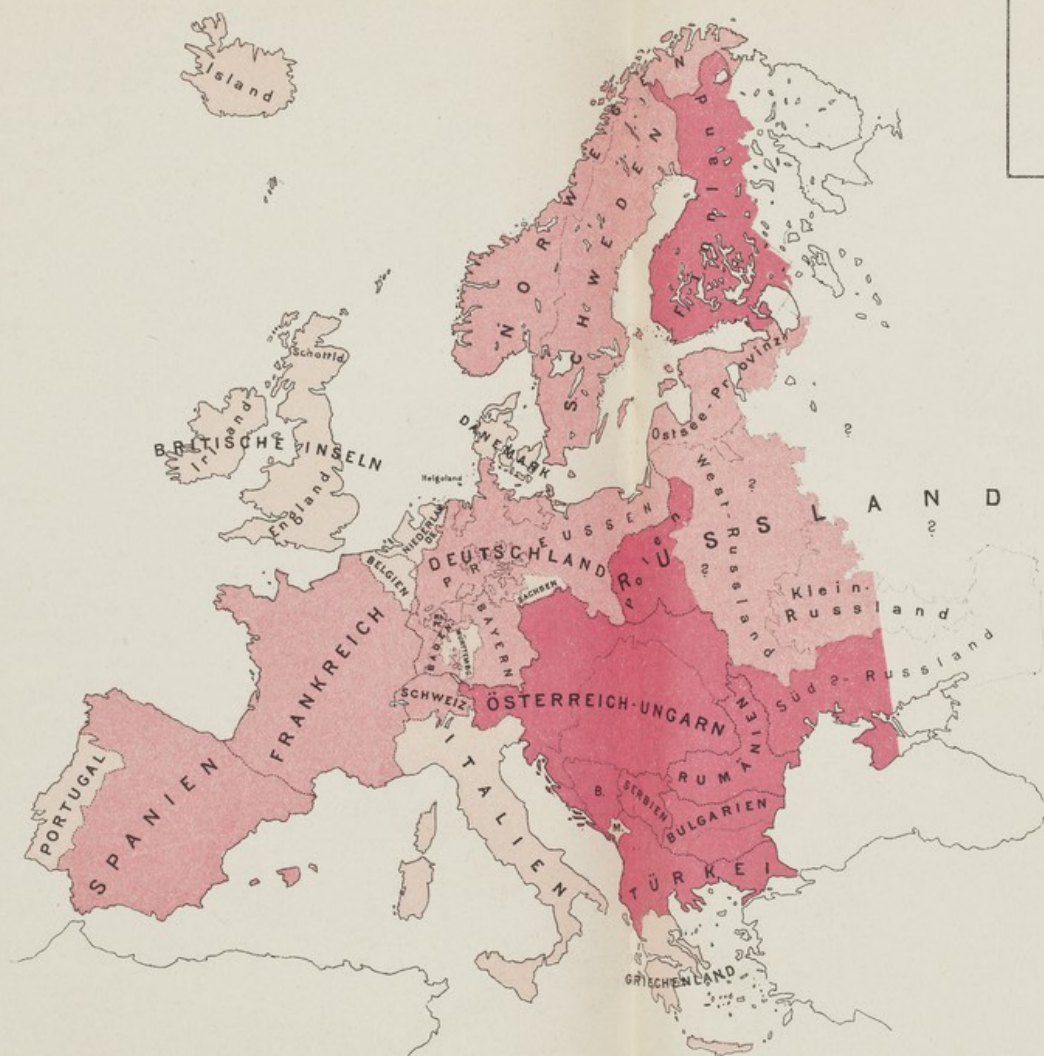 Island
NORWEGEN
SCHWEDEN
Finland
Schottld
Irland
BRITISCHE INSELN
England
DÄNEMARK
Helgoland
NIEDERLAN
DE.
BELGIEN
Ostsee-Provinz.
West-Russland
?
?
?
?
RUSSLAND
PREUSSEN
DEUTSCHLAND
Polen
SACHSEN
Klein-
Russland
BADEN
BAYERN
FRANKREICH
SCHWEIZ
ÖSTERREICH-UNGARN
Süd?- Russland
RUMÄNIEN
PORTUGAL
SPANIEN
ITALIEN
B.
SERBIEN
M.
BULGARIEN
TÜRKEI
GRIECHENLAND